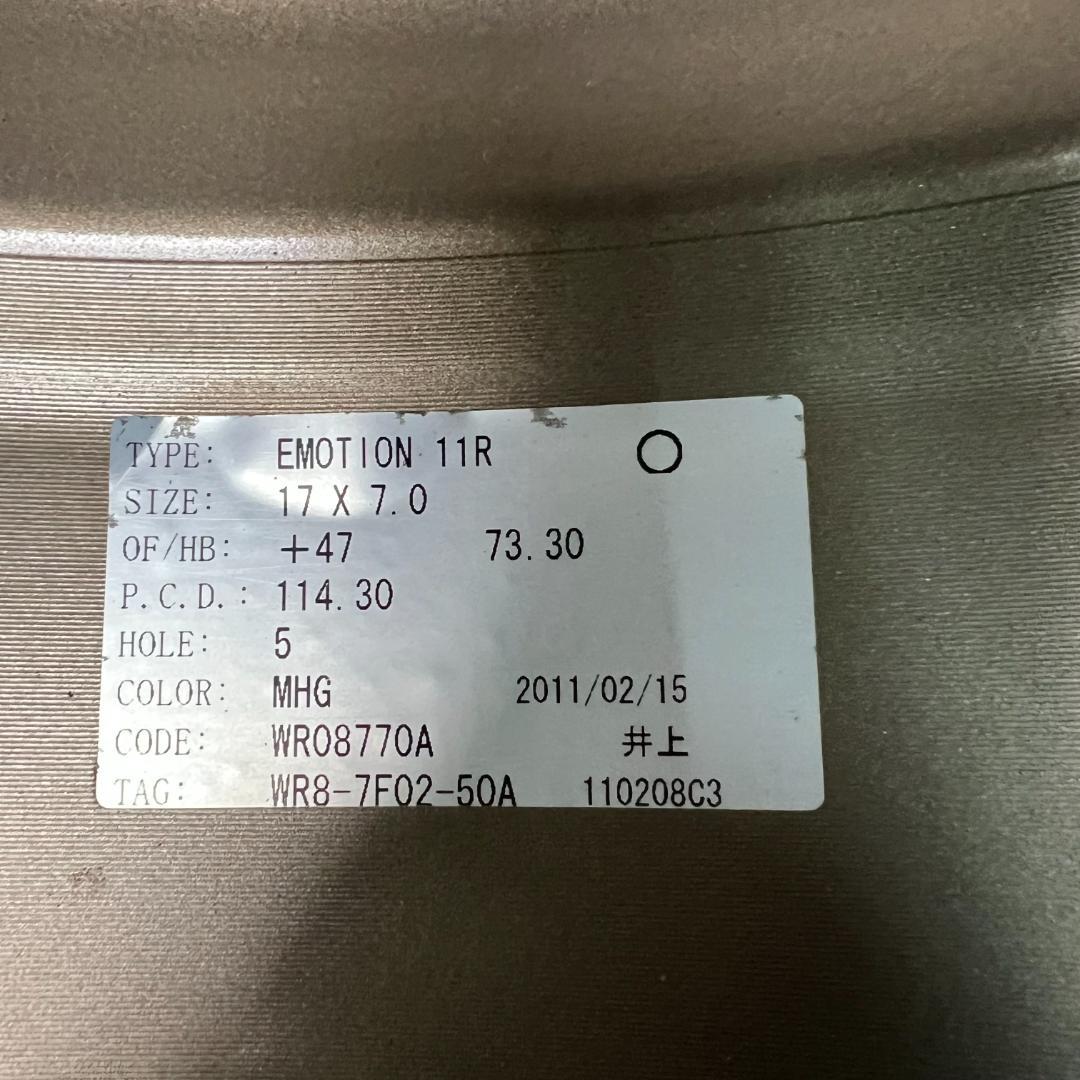 TYPE: EMOTION 11R ○
SIZE: 17 X 7.0
OF/HB: +47 73.30
P.C.D.: 114.30
HOLE: 5
COLOR: MHG 2011/02/15
CODE: WR08770A 井上
TAG: WR8-7F02-50A 110208C3